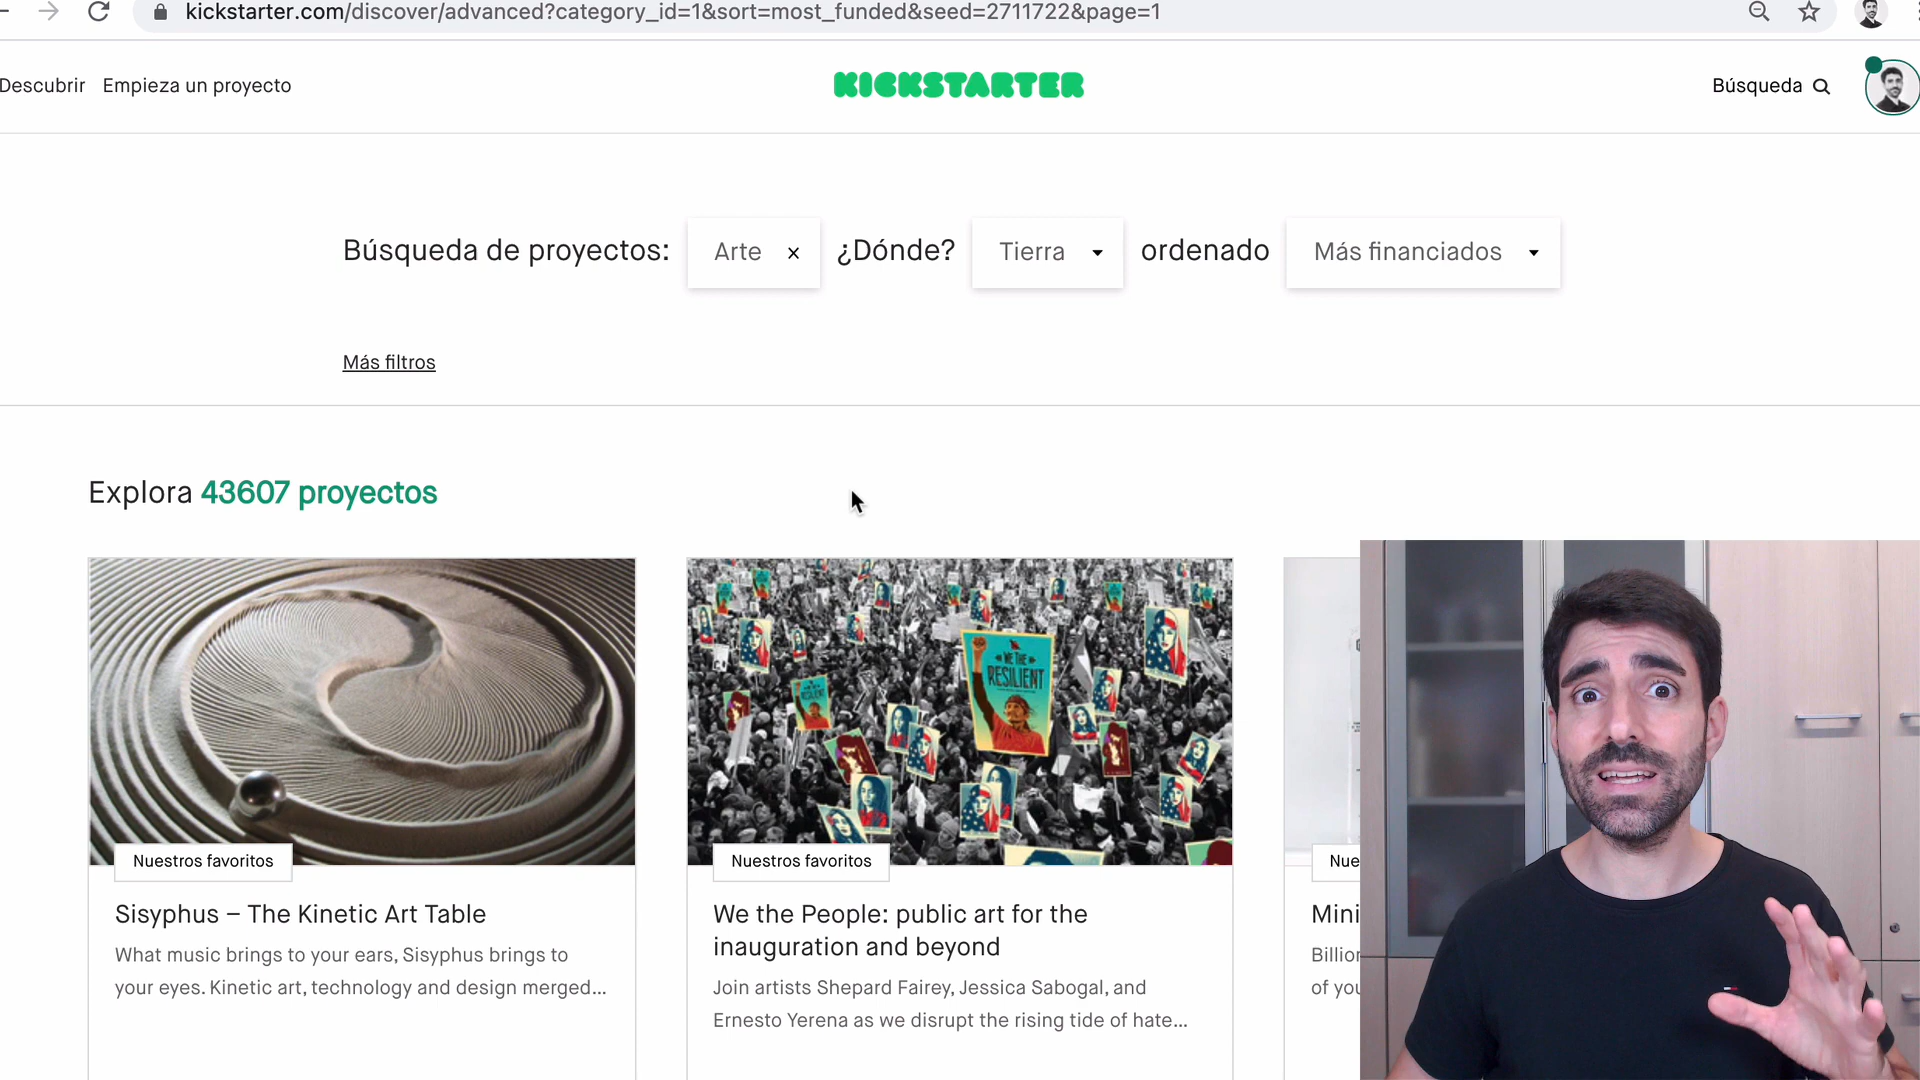 kickstarter.com/discover/advanced?category_id=1&sort=most_funded&seed=2711722&page=1
Descubrir Empieza un proyecto
KICKSTARTER
Búsqueda
Búsqueda de proyectos: Arte × ¿Dónde? Tierra ordenado Más financiados
Más filtros
Explora 43607 proyectos
WE THE RESILIENT
Nuestros favoritos
Sisyphus – The Kinetic Art Table
What music brings to your ears, Sisyphus brings to
your eyes. Kinetic art, technology and design merged...
Nuestros favoritos
We the People: public art for the
inauguration and beyond
Join artists Shepard Fairey, Jessica Sabogal, and
Ernesto Yerena as we disrupt the rising tide of hate...
Nue
Mini
Billion
of you